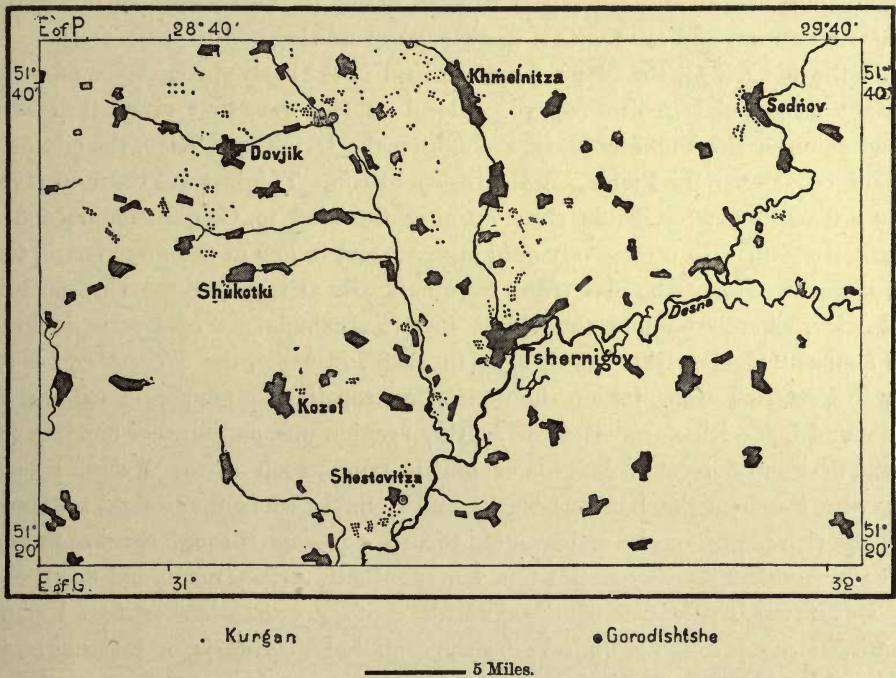 E of P. 28° 40' 29° 40'
51° 40' 51° 40'
Khmelnitza
Sednov
Dovjik
Shukotki
Desna
Tshernigov
Kozel
Shestovitza
51° 20' 51° 20'
E of G. 31° 32°
. Kurgan ⊚ Gorodishtshe
5 Miles.